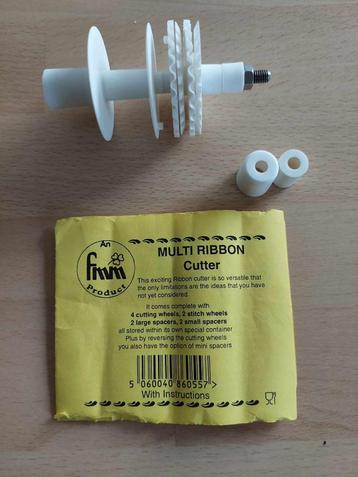 An
fmm
Product
MULTI RIBBON
Cutter
This exciting Ribbon cutter is so versatile that
the only limitations are the ideas that you have
not yet considered.
It comes complete with
4 cutting wheels, 2 stitch wheels
2 large spacers, 2 small spacers
all stored within its own special container
Plus by reversing the cutting wheels
you also have the option of mini spacers
5 060040 860557 >
With Instructions